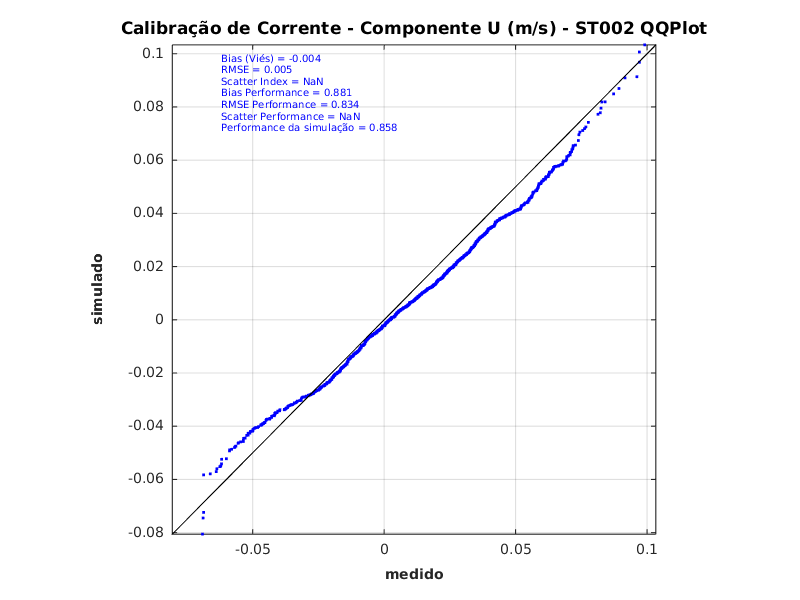 Calibração de Corrente - Componente U (m/s) - ST002 QQPlot
Bias (Viés) = -0.004
RMSE = 0.005
Scatter Index = NaN
Bias Performance = 0.881
RMSE Performance = 0.834
Scatter Performance = NaN
Performance da simulação = 0.858
0.1
0.08
0.06
0.04
0.02
0
-0.02
-0.04
-0.06
-0.08
simulado
-0.05
0
0.05
0.1
medido